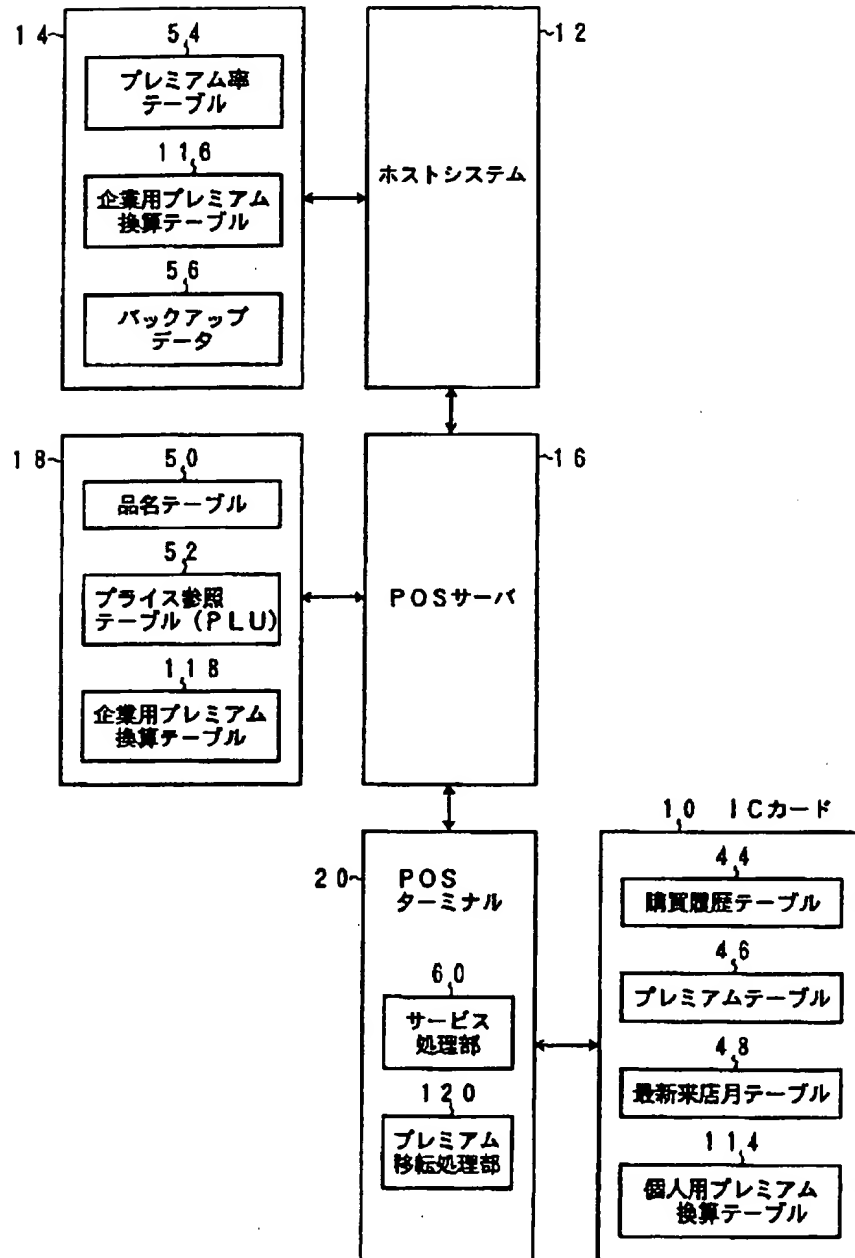 14
54
プレミアム率
テーブル
116
企業用プレミアム
換算テーブル
56
バックアップ
データ
12
ホストシステム
18
50
品名テーブル
52
プライス参照
テーブル(PLU)
118
企業用プレミアム
換算テーブル
16
POSサーバ
20
POS
ターミナル
60
サービス
処理部
120
プレミアム
移転処理部
10 ICカード
44
購買履歴テーブル
46
プレミアムテーブル
48
最新来店月テーブル
114
個人用プレミアム
換算テーブル